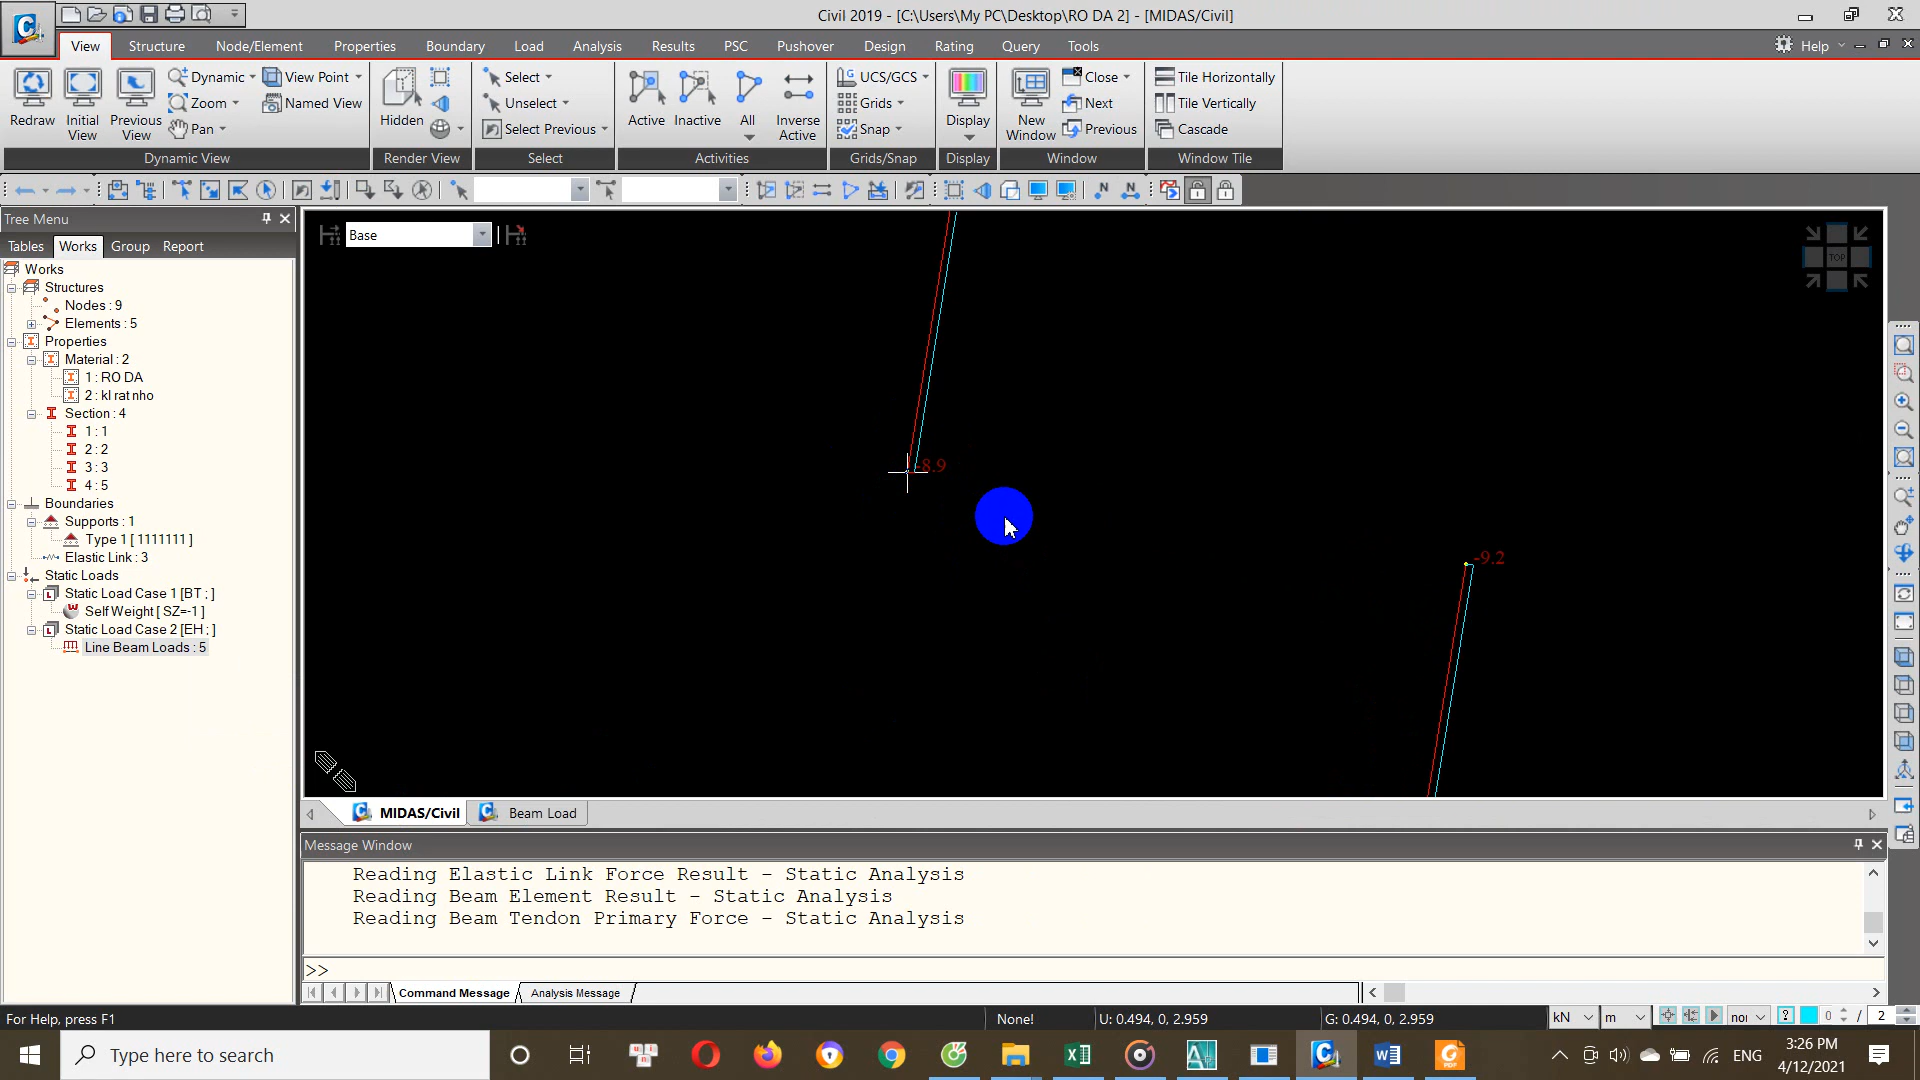 Civil 2019 - [C:\Users\My PC\Desktop\RO DA 2] - [MIDAS/Civil]
View Structure Node/Element Properties Boundary Load Analysis Results PSC Pushover Design Rating Query Tools Help
Redraw
Initial View
Previous View
Dynamic
Zoom
Pan
View Point
Named View
Dynamic View
Hidden
Render View
Select
Unselect
Select Previous
Select
Active
Inactive
All
Inverse Active
Activities
UCS/GCS
Grids
Snap
Grids/Snap
Display
Display
New Window
Close
Next
Previous
Window
Tile Horizontally
Tile Vertically
Cascade
Window Tile
Tree Menu
Tables Works Group Report
Works
Structures
Nodes : 9
Elements : 5
Properties
Material : 2
1 : RO DA
2 : kl rat nho
Section : 4
1 : 1
2 : 2
3 : 3
4 : 5
Boundaries
Supports : 1
Type 1 [ 1111111 ]
Elastic Link : 3
Static Loads
Static Load Case 1 [BT ; ]
Self Weight [ SZ=-1 ]
Static Load Case 2 [EH ; ]
Line Beam Loads : 5
Base
TOP
-8.9
-9.2
MIDAS/Civil
Beam Load
Message Window
Reading Elastic Link Force Result - Static Analysis
Reading Beam Element Result - Static Analysis
Reading Beam Tendon Primary Force - Static Analysis
>>
Command Message
Analysis Message
For Help, press F1
None!
U: 0.494, 0, 2.959
G: 0.494, 0, 2.959
kN
m
nor
0 / 2
Type here to search
ENG
3:26 PM
4/12/2021